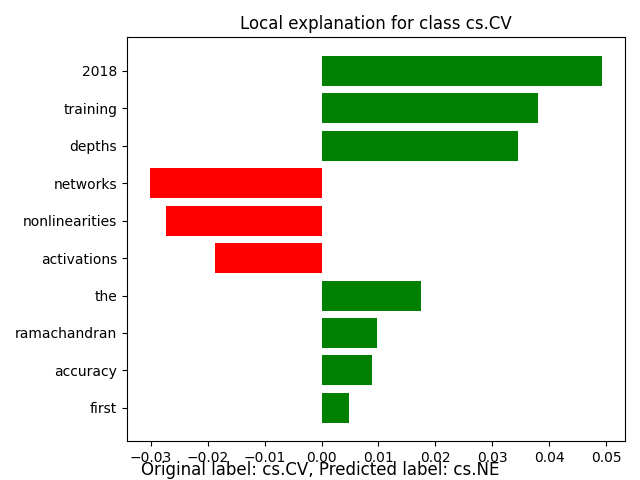 Local explanation for class cs.CV
2018
training
depths
networks
nonlinearities
activations
the
ramachandran
accuracy
first
−0.03 −0.02 −0.01 0.00 0.01 0.02 0.03 0.04 0.05
Original label: cs.CV, Predicted label: cs.NE